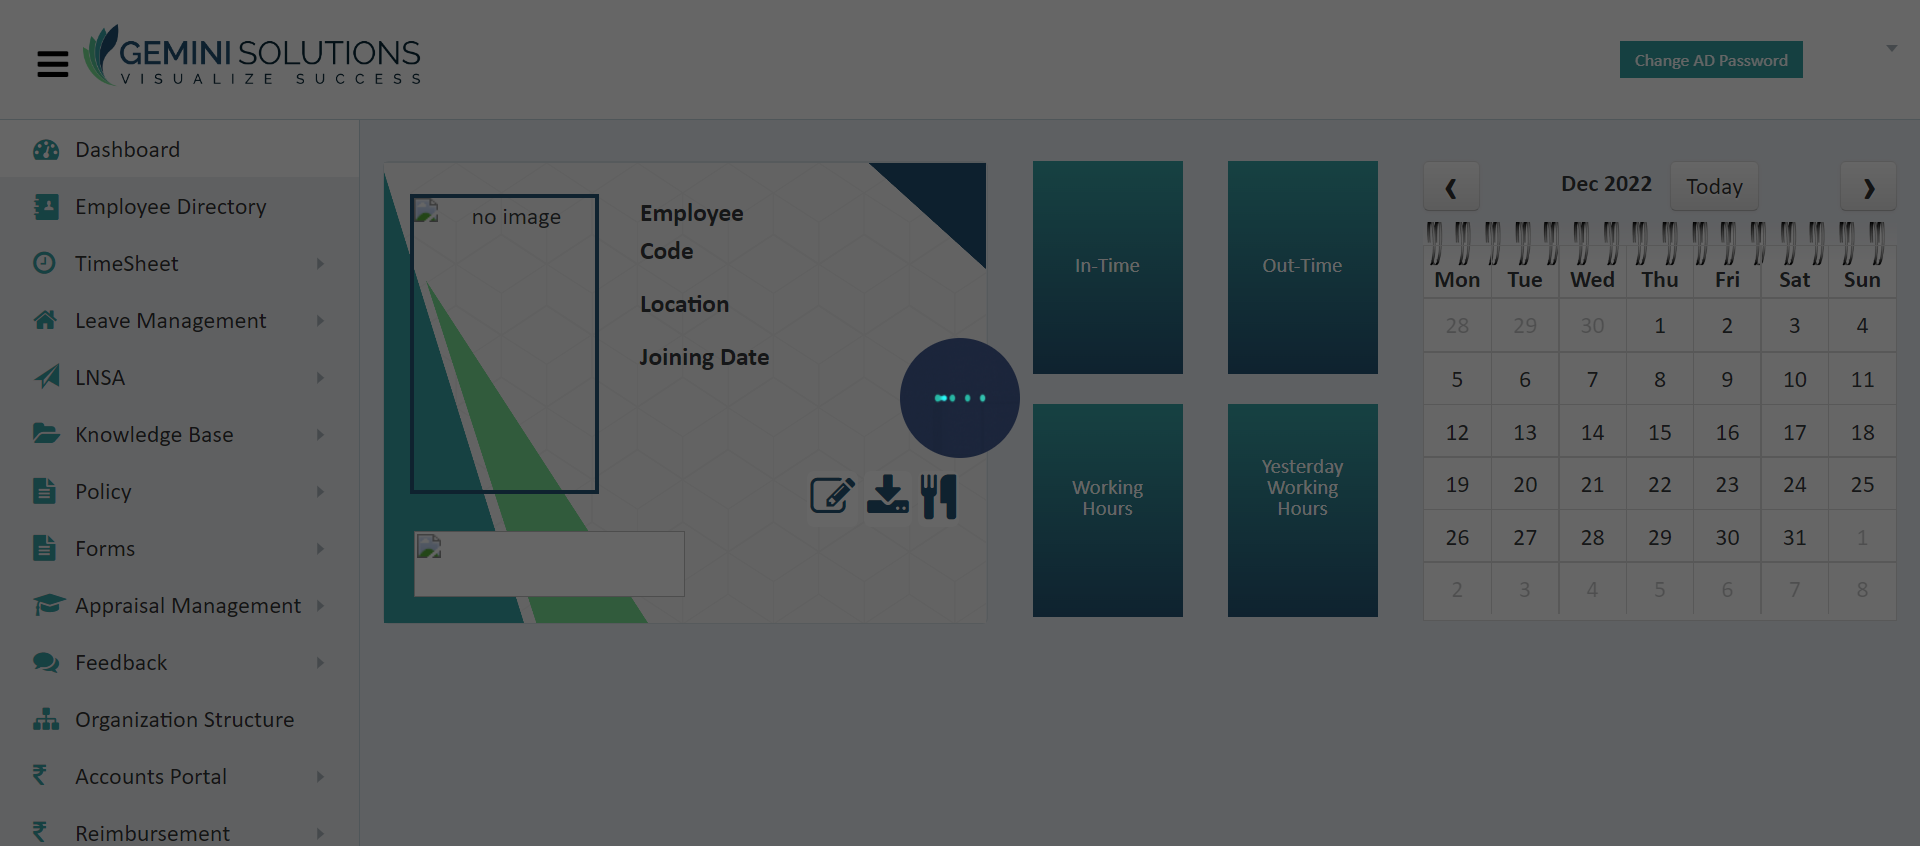 GEMINI SOLUTIONS
VISUALIZE SUCCESS
Change AD Password
Dashboard
Employee Directory
TimeSheet
Leave Management
LNSA
Knowledge Base
Policy
Forms
Appraisal Management
Feedback
Organization Structure
Accounts Portal
Reimbursement
no image
Employee
Code
Location
Joining Date
In-Time
Out-Time
Working
Hours
Yesterday
Working
Hours
Dec 2022
Today
Mon Tue Wed Thu Fri Sat Sun
28 29 30 1 2 3 4
5 6 7 8 9 10 11
12 13 14 15 16 17 18
19 20 21 22 23 24 25
26 27 28 29 30 31 1
2 3 4 5 6 7 8